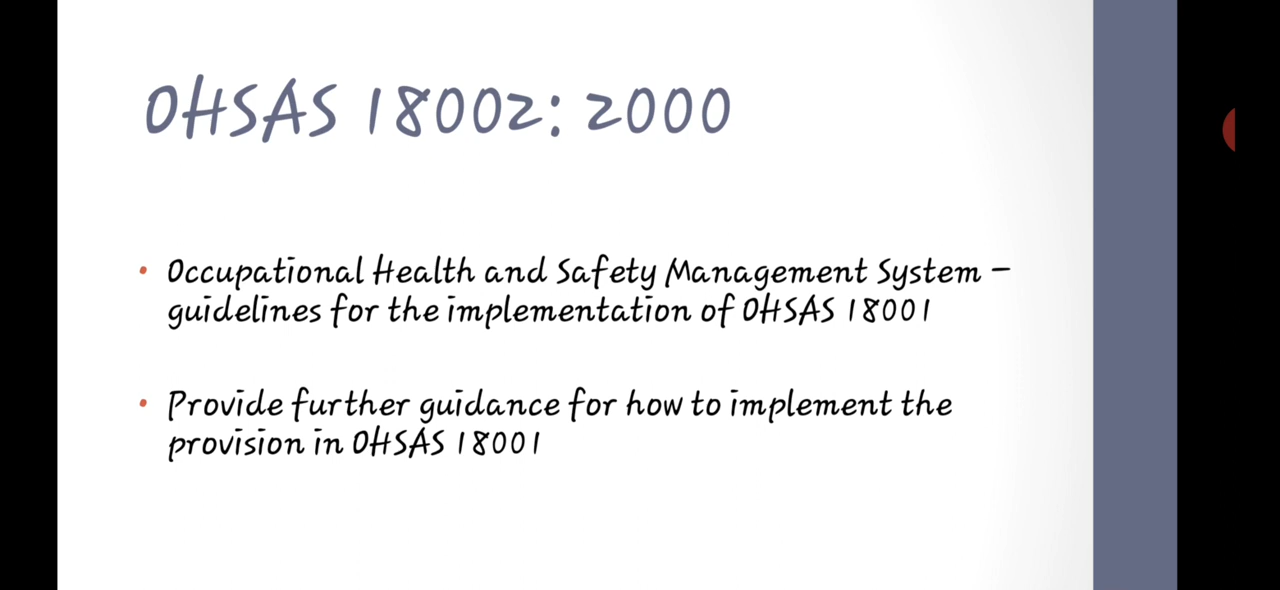 OHSAS 18002: 2000
• Occupational Health and Safety Management System –
guidelines for the implementation of OHSAS 18001
• Provide further guidance for how to implement the
provision in OHSAS 18001